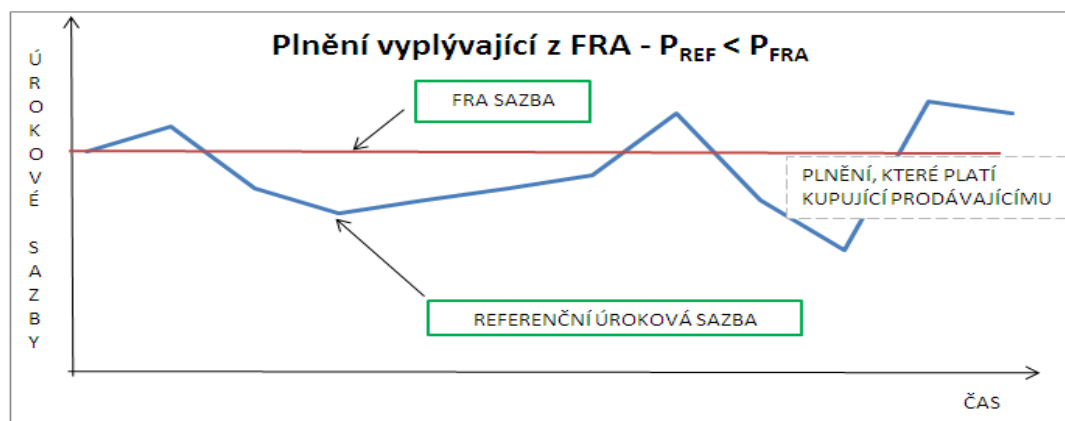 Plnění vyplývající z FRA - PREF < PFRA
ÚROKOVÉ SAZBY
FRA SAZBA
PLNĚNÍ, KTERÉ PLATÍ
KUPUJÍCÍ PRODÁVAJÍCÍMU
REFERENČNÍ ÚROKOVÁ SAZBA
ČAS